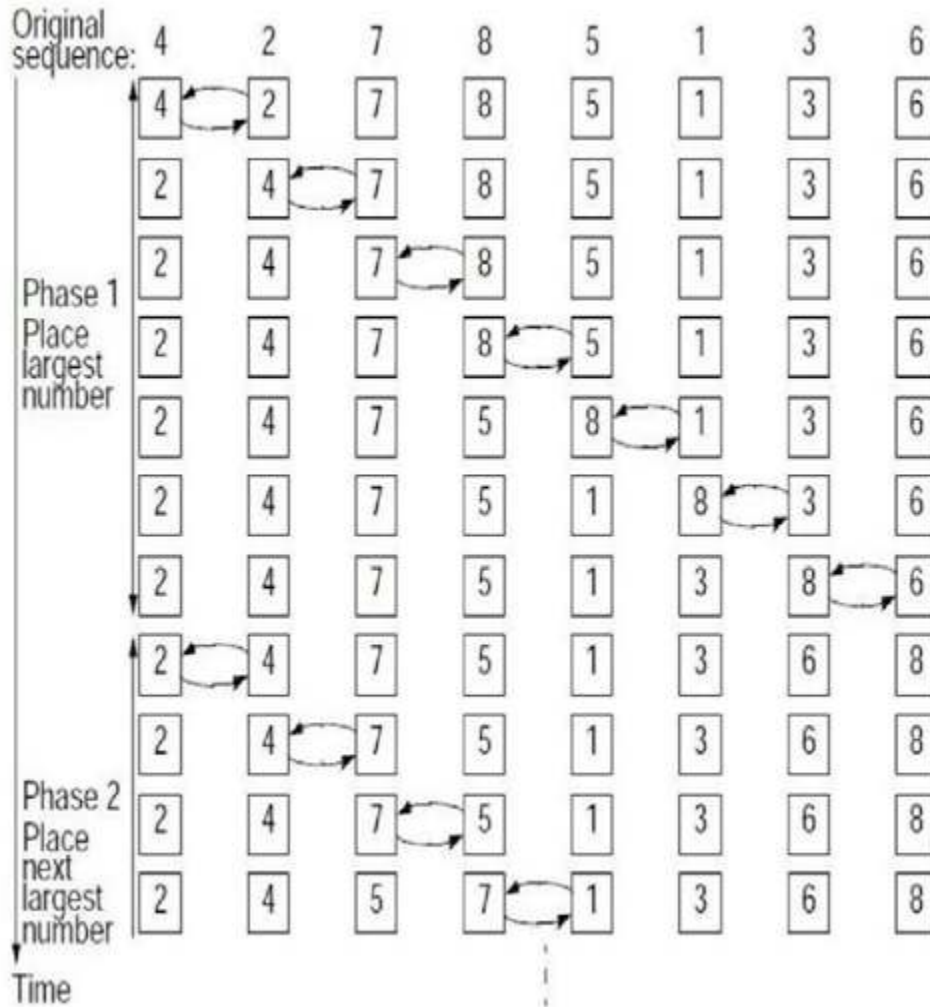 Original
sequence: 4 2 7 8 5 1 3 6
4 2 7 8 5 1 3 6
2 4 7 8 5 1 3 6
2 4 7 8 5 1 3 6
Phase 1
Place
largest
number
2 4 7 8 5 1 3 6
2 4 7 5 8 1 3 6
2 4 7 5 1 8 3 6
2 4 7 5 1 3 8 6
2 4 7 5 1 3 6 8
2 4 7 5 1 3 6 8
Phase 2
Place
next
largest
number
2 4 7 5 1 3 6 8
2 4 5 7 1 3 6 8
Time